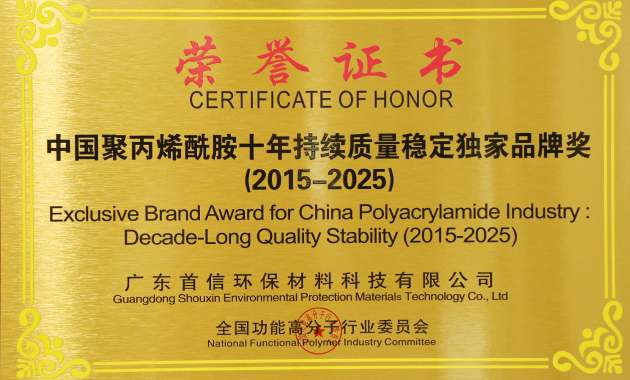 荣誉证书
CERTIFICATE OF HONOR
中国聚丙烯酰胺十年持续质量稳定独家品牌奖
(2015-2025)
Exclusive Brand Award for China Polyacrylamide Industry :
Decade-Long Quality Stability (2015-2025)
广东首信环保材料科技有限公司
Guangdong Shouxin Environmental Protection Materials Technology Co., Ltd
全国功能高分子行业委员会
National Functional Polymer Industry Committee